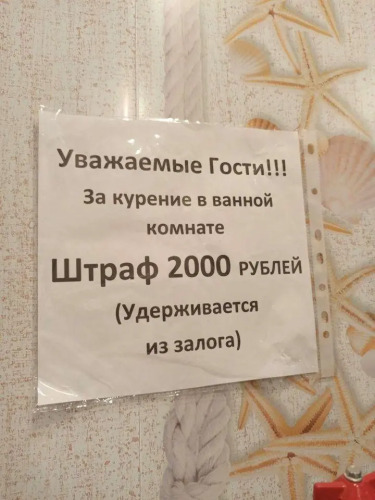 Уважаемые Гости!!!
За курение в ванной
комнате
Штраф 2000 РУБЛЕЙ
(Удерживается
из залога)